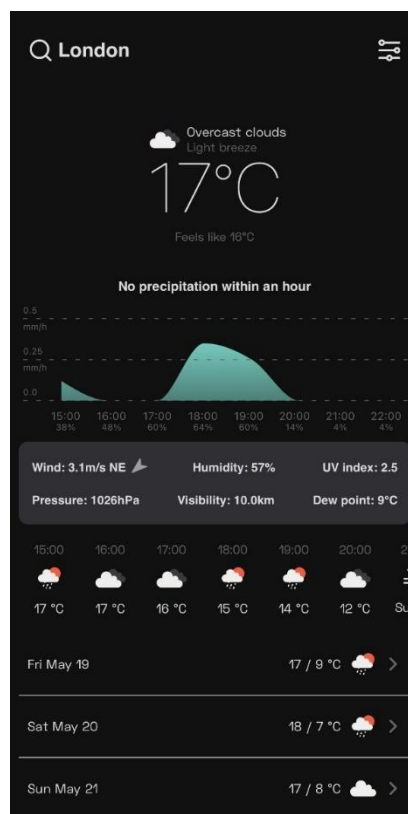 London
Overcast clouds
Light breeze
17°C
Feels like 16°C
No precipitation within an hour
0.5
mm/h
0.25
mm/h
0.0
15:00 16:00 17:00 18:00 19:00 20:00 21:00 22:00
38% 48% 60% 64% 60% 14% 4% 4%
Wind: 3.1m/s NE Humidity: 57% UV index: 2.5
Pressure: 1026hPa Visibility: 10.0km Dew point: 9°C
15:00 16:00 17:00 18:00 19:00 20:00 2
17 °C 17 °C 16 °C 15 °C 14 °C 12 °C Su
Fri May 19 17 / 9 °C
Sat May 20 18 / 7 °C
Sun May 21 17 / 8 °C